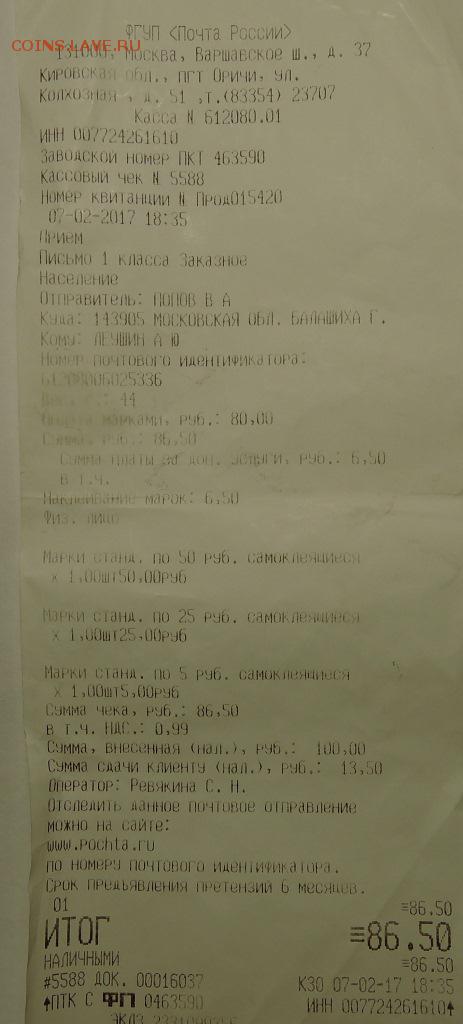 COINS.LAVE.RU
ФГУП <Почта России>
131000, Москва, Варшавское ш., д. 37
Кировская обл., пгт Оричи, ул.
Колхозная , д. 51 ,т.(83354) 23707
Касса N 612080.01
ИНН 007724261610
Заводской номер ПКТ 463590
Кассовый чек N 5588
Номер квитанции N Прод015420
07-02-2017 18:35
Прием
Письмо 1 класса Заказное
Население
Отправитель: ПОПОВ В А
Куда: 143905 МОСКОВСКАЯ ОБЛ. БАЛАШИХА Г.
Кому: ЛЕУШИН А Ю
Номер почтового идентификатора:
61208006025336
44
марками, руб.: 80,00
Сумма, руб.: 86,50
Сумма платы за доп. услуги, руб.: 6,50
в т.ч.
Наклеивание марок: 6,50
Физ. лицо
Марки станд. по 50 руб. самоклеящиеся
x 1,00шт50,00руб
Марки станд. по 25 руб. самоклеящиеся
x 1,00шт25,00руб
Марки станд. по 5 руб. самоклеящиеся
x 1,00шт5,00руб
Сумма чека, руб.: 86,50
в т.ч. НДС.: 0,99
Сумма, внесенная (нал.), руб.: 100,00
Сумма сдачи клиенту (нал.), руб.: 13,50
Оператор: Ревякина С. Н.
Отследить данное почтовое отправление
можно на сайте:
www.pochta.ru
по номеру почтового идентификатора.
Срок предъявления претензий 6 месяцев.
01 ≡86.50
ИТОГ ≡86.50
НАЛИЧНЫМИ ≡86.50
#5588 ДОК. 00016037 К30 07-02-17 18:35
↑ПТК С ФП 0463590 ИНН 007724261610↑
ЭКЛЗ